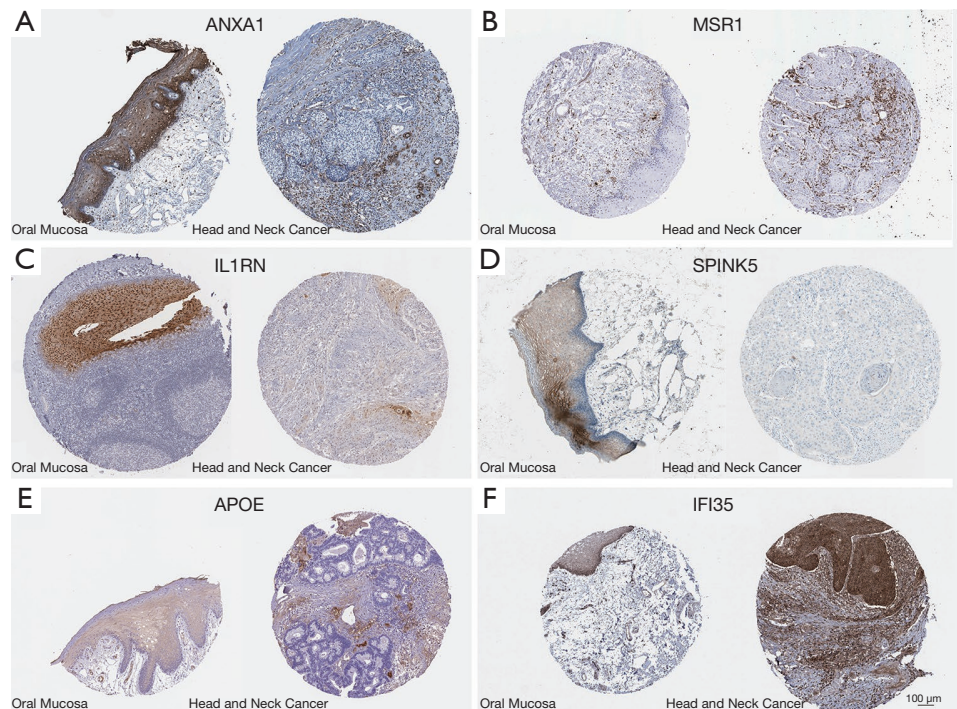 A ANXA1
Oral Mucosa Head and Neck Cancer
B MSR1
Oral Mucosa Head and Neck Cancer
C IL1RN
Oral Mucosa Head and Neck Cancer
D SPINK5
Oral Mucosa Head and Neck Cancer
E APOE
Oral Mucosa Head and Neck Cancer
F IFI35
Oral Mucosa Head and Neck Cancer
100 μm